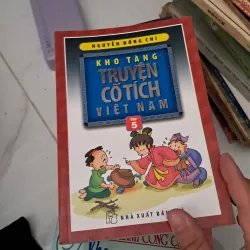 NGUYỄN ĐỔNG CHI
KHO TÀNG
TRUYỆN
CỔ TÍCH
VIỆT NAM
TẬP
5
NHÀ XUẤT BẢN